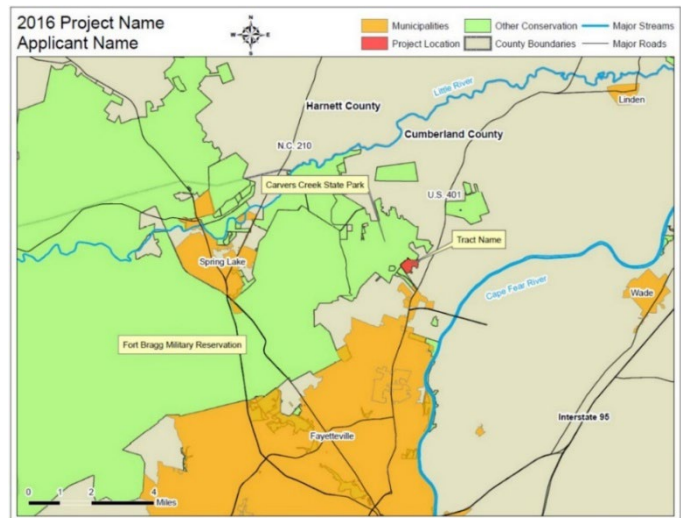 2016 Project Name
Applicant Name
W E
Municipalities
Other Conservation
Major Streams
Project Location
County Boundaries
Major Roads
Little River
Linden
Harnett County
Cumberland County
N.C. 210
Carvers Creek State Park
U.S. 401
Tract Name
Spring Lake
Cape Fear River
Wade
Fort Bragg Military Reservation
Interstate 95
Fayetteville
0 1 2 4
Miles